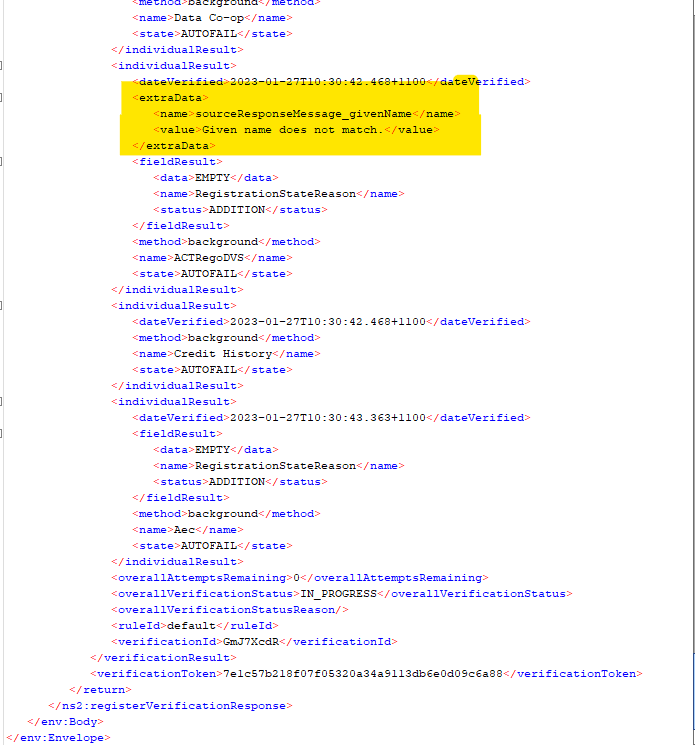 <method>background</method>
<name>Data Co-op</name>
<state>AUTOFAIL</state>
</individualResult>
<individualResult>
<dateVerified>2023-01-27T10:30:42.468+1100</dateVerified>
<extraData>
<name>sourceResponseMessage_givenName</name>
<value>Given name does not match.</value>
</extraData>
<fieldResult>
<data>EMPTY</data>
<name>RegistrationStateReason</name>
<status>ADDITION</status>
</fieldResult>
<method>background</method>
<name>ACTRegoDVS</name>
<state>AUTOFAIL</state>
</individualResult>
<individualResult>
<dateVerified>2023-01-27T10:30:42.468+1100</dateVerified>
<method>background</method>
<name>Credit History</name>
<state>AUTOFAIL</state>
</individualResult>
<individualResult>
<dateVerified>2023-01-27T10:30:43.363+1100</dateVerified>
<fieldResult>
<data>EMPTY</data>
<name>RegistrationStateReason</name>
<status>ADDITION</status>
</fieldResult>
<method>background</method>
<name>Aec</name>
<state>AUTOFAIL</state>
</individualResult>
<overallAttemptsRemaining>0</overallAttemptsRemaining>
<overallVerificationStatus>IN_PROGRESS</overallVerificationStatus>
<overallVerificationStatusReason/>
<ruleId>default</ruleId>
<verificationId>GmJ7XcdR</verificationId>
</verificationResult>
<verificationToken>7e1c57b218f07f05320a34a9113db6e0d09c6a88</verificationToken>
</return>
</ns2:registerVerificationResponse>
</env:Body>
</env:Envelope>